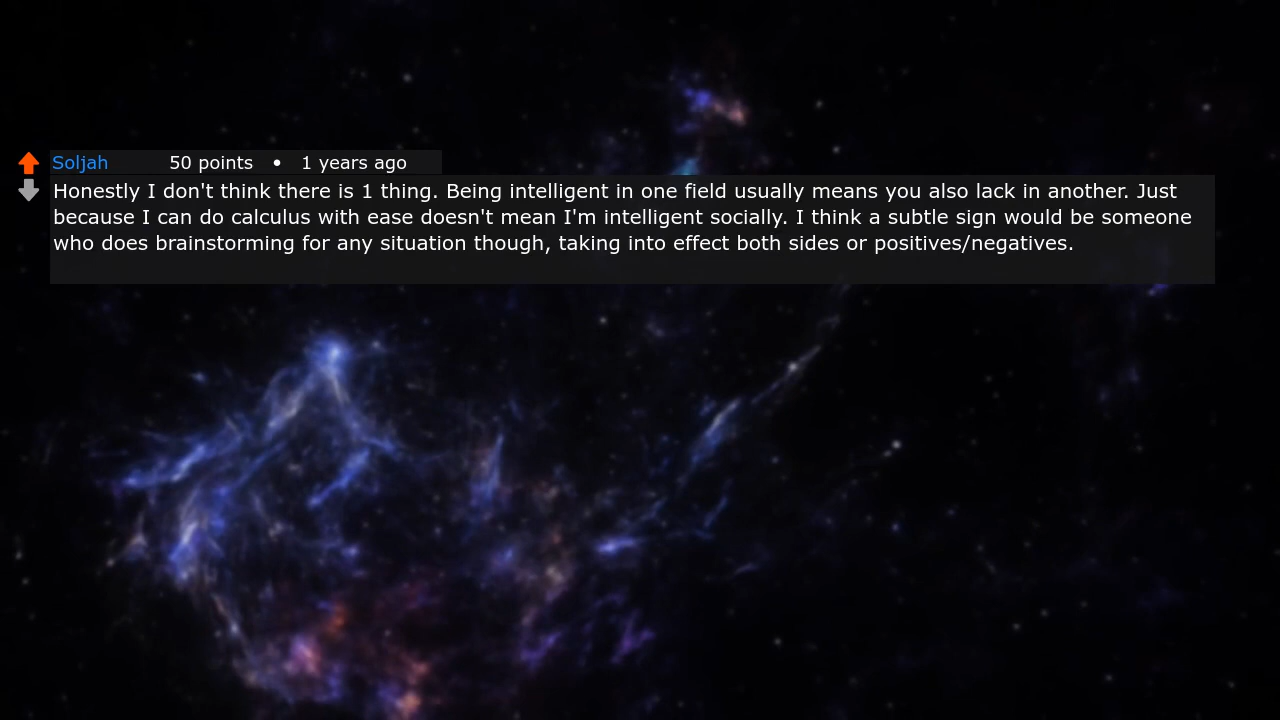 Soljah 50 points • 1 years ago
Honestly I don't think there is 1 thing. Being intelligent in one field usually means you also lack in another. Just
because I can do calculus with ease doesn't mean I'm intelligent socially. I think a subtle sign would be someone
who does brainstorming for any situation though, taking into effect both sides or positives/negatives.